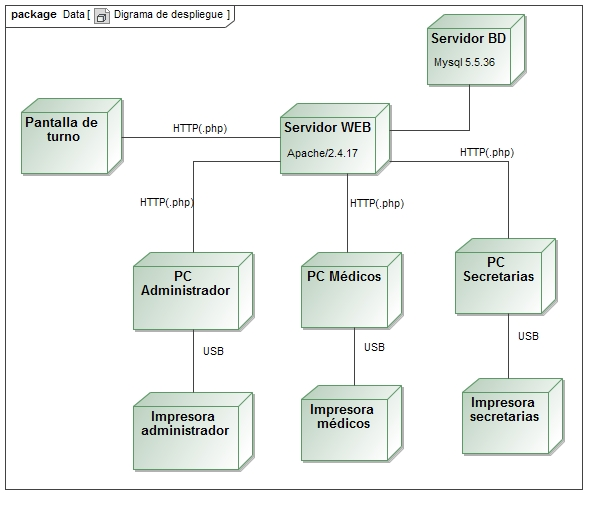 package Data [ Digrama de despliegue ]
Servidor BD
Mysql 5.5.36
Pantalla de
turno
HTTP(.php)
Servidor WEB
Apache/2.4.17
HTTP(.php)
HTTP(.php)
HTTP(.php)
PC
Administrador
PC Médicos
PC
Secretarias
USB
USB
USB
Impresora
administrador
Impresora
médicos
Impresora
secretarias